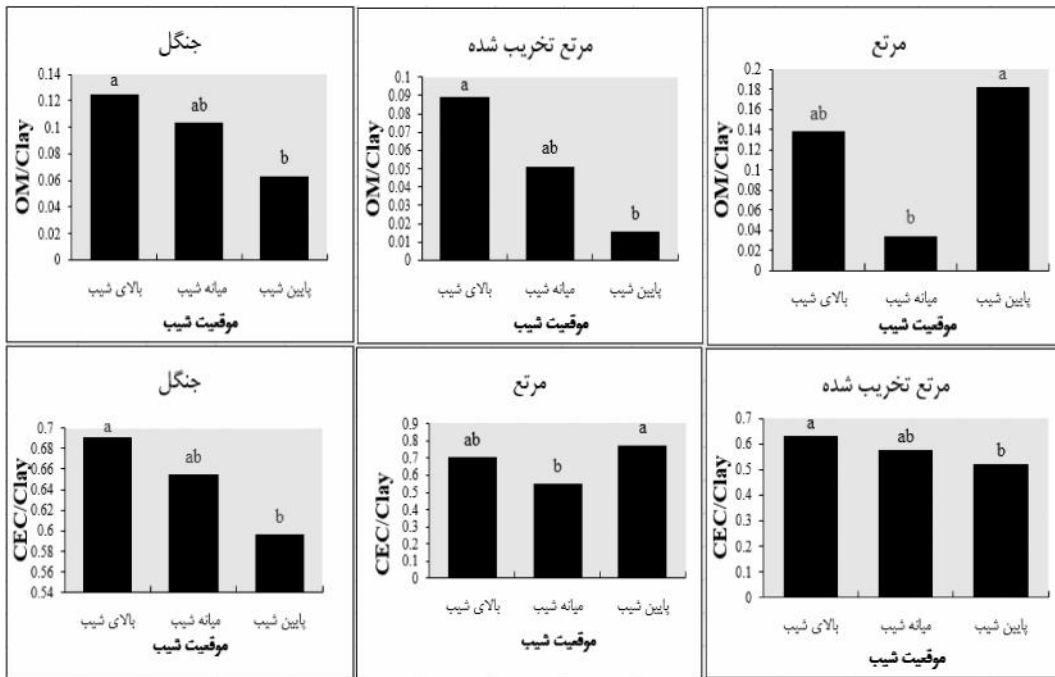 جنگل
OM/Clay
0.14
0.12
0.1
0.08
0.06
0.04
0.02
0
a
ab
b
بالای شیب
میانه شیب
پایین شیب
موقعیت شیب
مرتع تخریب شده
OM/Clay
0.1
0.09
0.08
0.07
0.06
0.05
0.04
0.03
0.02
0.01
0
a
ab
b
بالای شیب
میانه شیب
پایین شیب
موقعیت شیب
مرتع
OM/Clay
0.2
0.18
0.16
0.14
0.12
0.1
0.08
0.06
0.04
0.02
0
ab
b
a
بالای شیب
میانه شیب
پایین شیب
موقعیت شیب
جنگل
CEC/Clay
0.7
0.68
0.66
0.64
0.62
0.6
0.58
0.56
0.54
a
ab
b
بالای شیب
میانه شیب
پایین شیب
موقعیت شیب
مرتع
CEC/Clay
0.9
0.8
0.7
0.6
0.5
0.4
0.3
0.2
0.1
0
ab
b
a
بالای شیب
میانه شیب
پایین شیب
موقعیت شیب
مرتع تخریب شده
CEC/Clay
0.7
0.6
0.5
0.4
0.3
0.2
0.1
0
a
ab
b
بالای شیب
میانه شیب
پایین شیب
موقعیت شیب